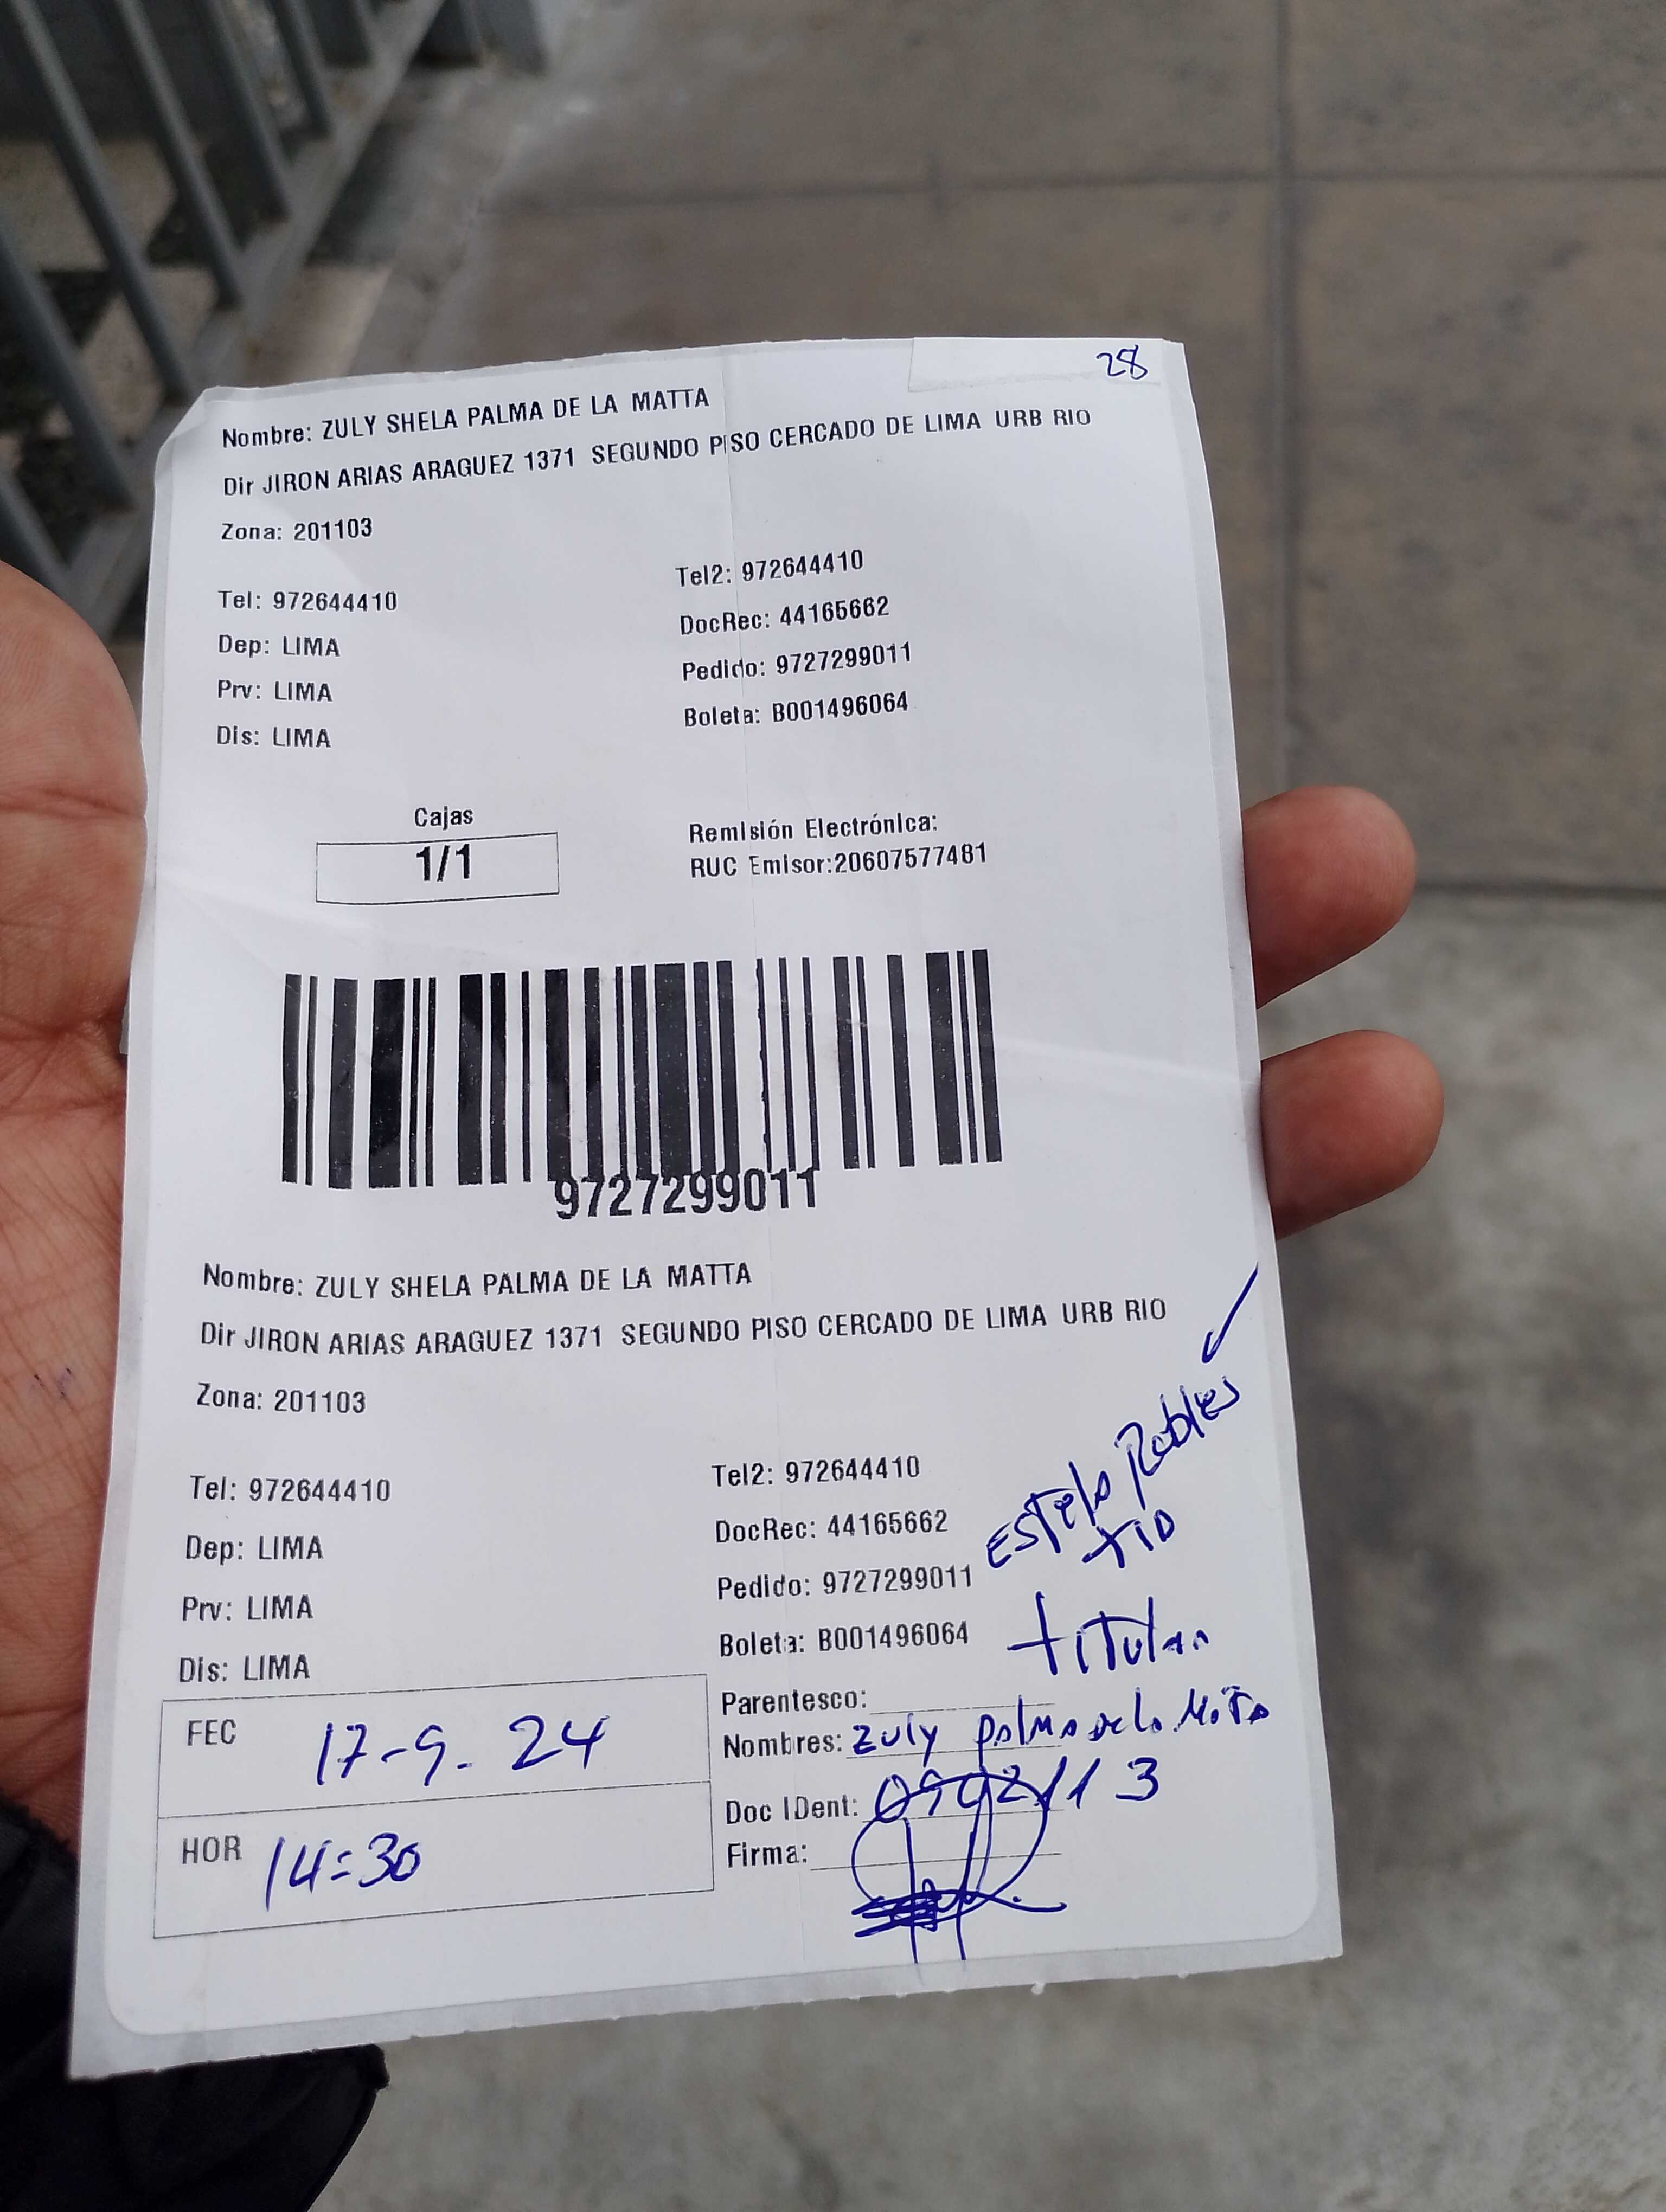 28
Nombre: ZULY SHELA PALMA DE LA MATTA
Dir JIRON ARIAS ARAGUEZ 1371 SEGUNDO PISO CERCADO DE LIMA URB RIO
Zona: 201103
Tel: 972644410 Tel2: 972644410
Dep: LIMA DocRec: 44165662
Prv: LIMA Pedido: 9727299011
Dis: LIMA Boleta: B001496064
Cajas
1/1
Remisión Electrónica:
RUC Emisor:20607577481
9727299011
Nombre: ZULY SHELA PALMA DE LA MATTA
Dir JIRON ARIAS ARAGUEZ 1371 SEGUNDO PISO CERCADO DE LIMA URB RIO
Zona: 201103
Tel: 972644410 Tel2: 972644410
Dep: LIMA DocRec: 44165662
Prv: LIMA Pedido: 9727299011
Dis: LIMA Boleta: B001496064
Robles
titular
Parentesco:
Nombres: Zuly palma de la Mata
Doc IDent:
Firma:
FEC 17-9-24
HOR 14:30